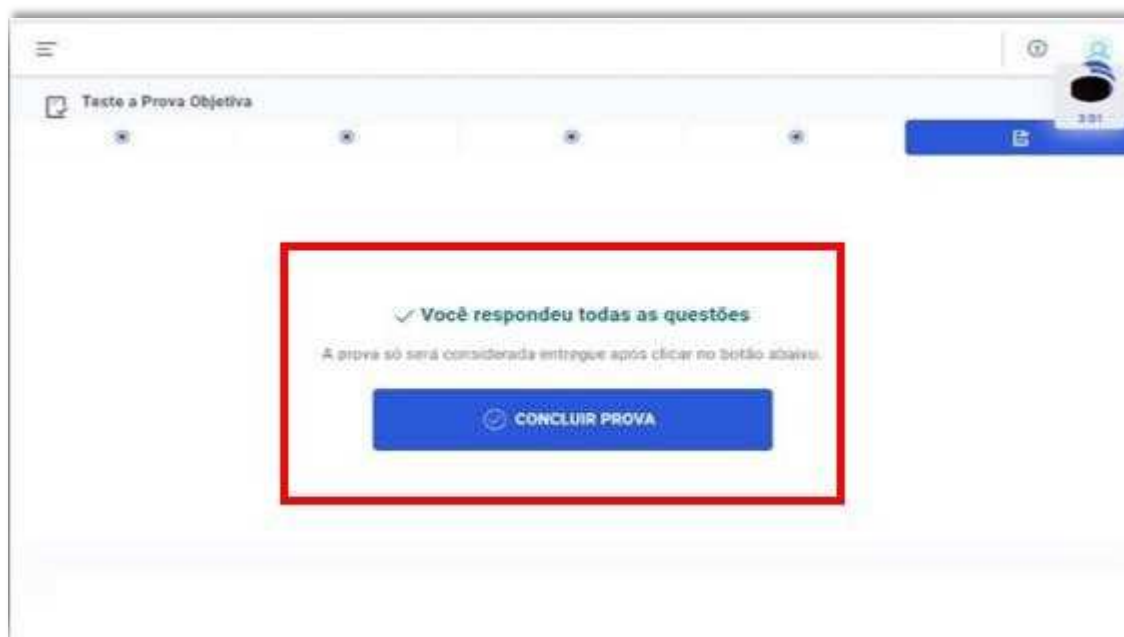 Teste a Prova Objetiva
Você respondeu todas as questões
A prova só será considerada entregue após clicar no botão abaixo.
CONCLUIR PROVA